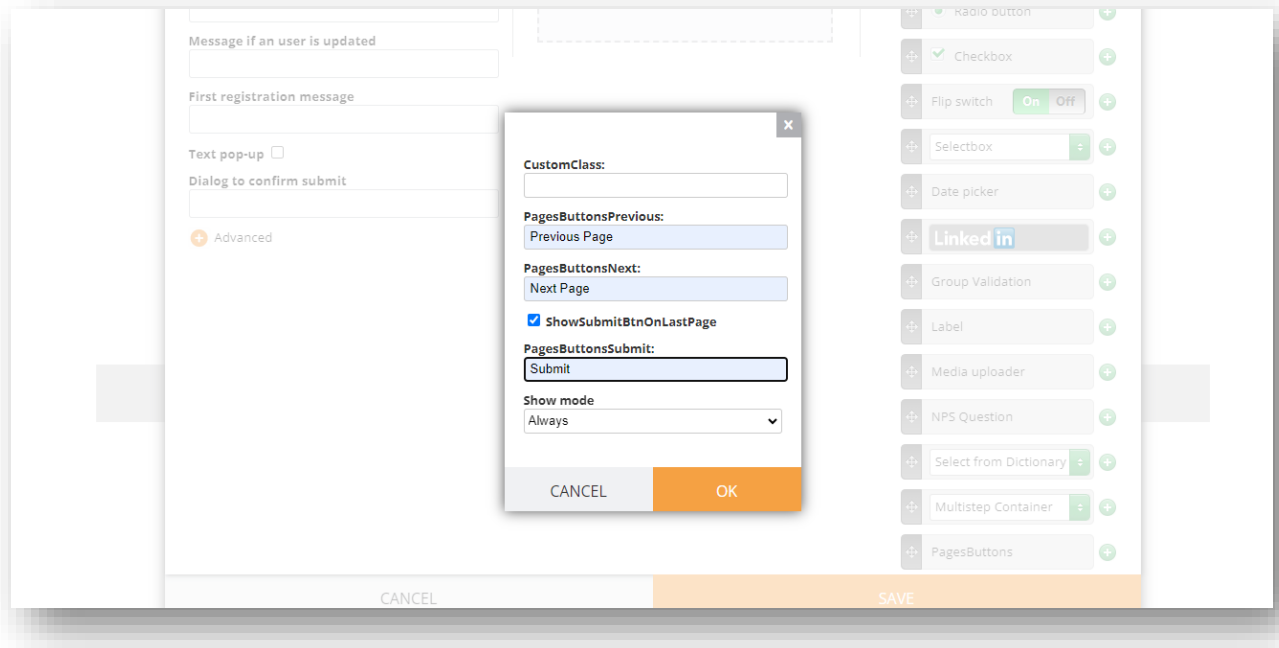 Message if an user is updated
First registration message
Text pop-up
Dialog to confirm submit
Advanced
x
CustomClass:
PagesButtonsPrevious:
Previous Page
PagesButtonsNext:
Next Page
ShowSubmitBtnOnLastPage
PagesButtonsSubmit:
Submit
Show mode
Always
CANCEL OK
Radio button
Checkbox
Flip switch On Off
Selectbox
Date picker
Linked in
Group Validation
Label
Media uploader
NPS Question
Select from Dictionary
Multistep Container
PagesButtons
CANCEL SAVE